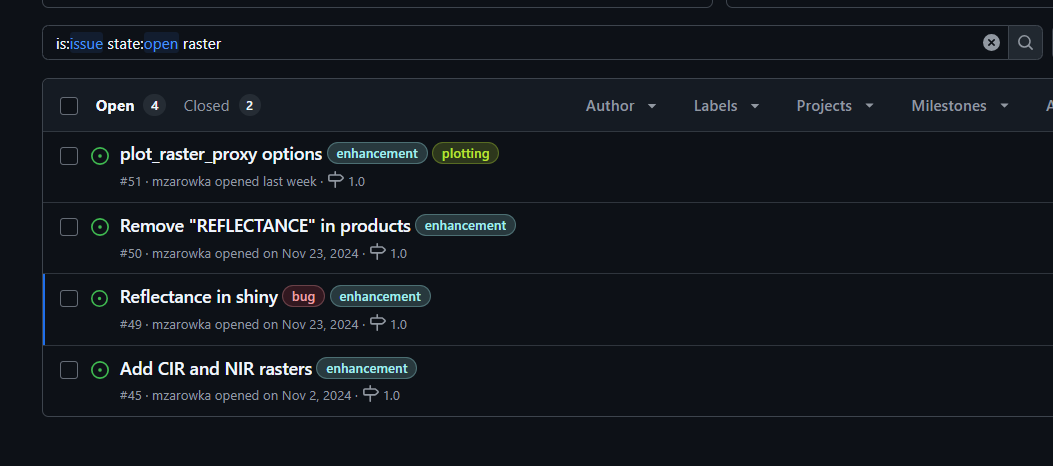 is:issue state:open raster
Open 4 Closed 2 Author Labels Projects Milestones
plot_raster_proxy options enhancement plotting
#51 · mzarowka opened last week · 1.0
Remove "REFLECTANCE" in products enhancement
#50 · mzarowka opened on Nov 23, 2024 · 1.0
Reflectance in shiny bug enhancement
#49 · mzarowka opened on Nov 23, 2024 · 1.0
Add CIR and NIR rasters enhancement
#45 · mzarowka opened on Nov 2, 2024 · 1.0